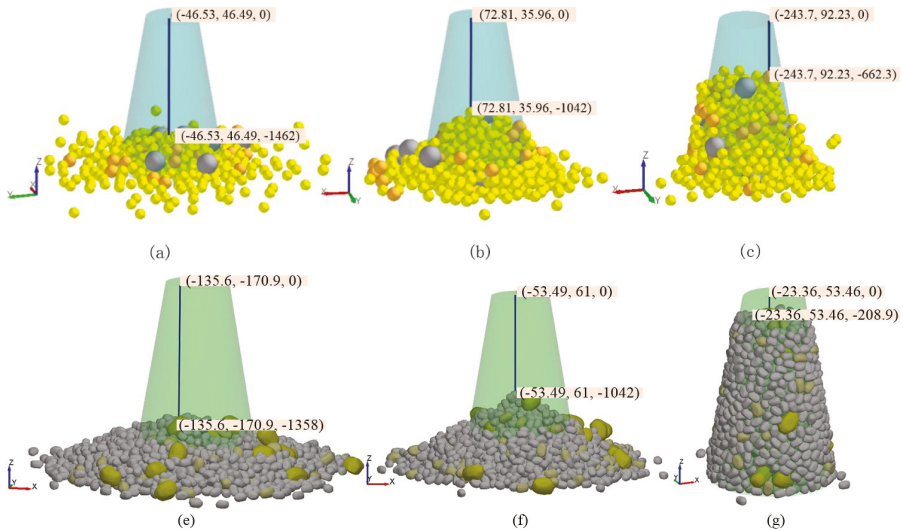 (-46.53, 46.49, 0)
(-46.53, 46.49, -1462)
Z
Y
X
(a)
(72.81, 35.96, 0)
(72.81, 35.96, -1042)
Z
X
Y
(b)
(-243.7, 92.23, 0)
(-243.7, 92.23, -662.3)
Z
X
Y
(c)
(-135.6, -170.9, 0)
(-135.6, -170.9, -1358)
Z
Y
X
(e)
(-53.49, 61, 0)
(-53.49, 61, -1042)
Z
Y
X
(f)
(-23.36, 53.46, 0)
(-23.36, 53.46, -208.9)
Z
Y
X
(g)